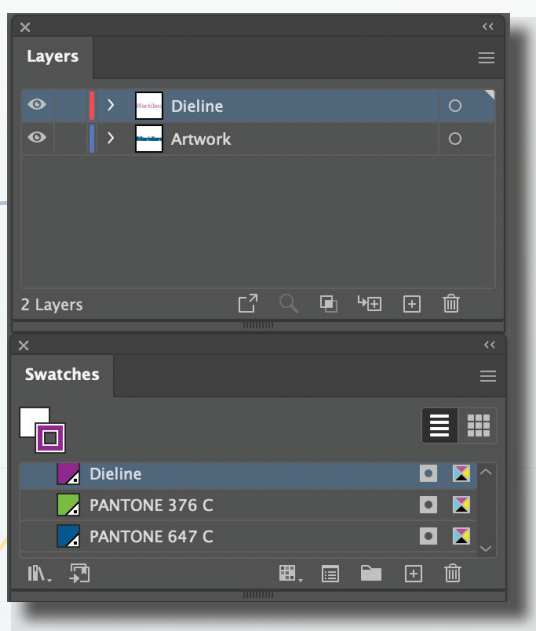 Layers
Dieline
Artwork
2 Layers
Swatches
Dieline
PANTONE 376 C
PANTONE 647 C